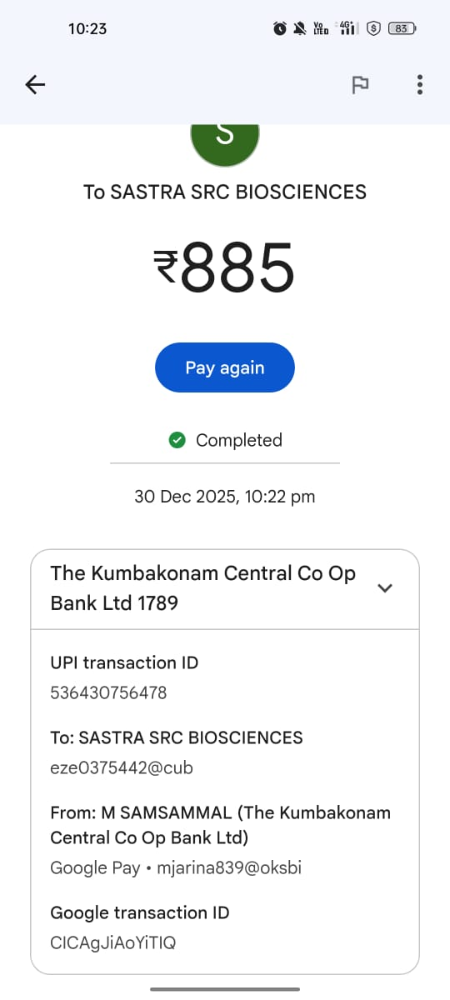 10:23
Vo LTED 4G+ 83
S
To SASTRA SRC BIOSCIENCES
₹885
Pay again
Completed
30 Dec 2025, 10:22 pm
The Kumbakonam Central Co Op
Bank Ltd 1789
UPI transaction ID
536430756478
To: SASTRA SRC BIOSCIENCES
eze0375442@cub
From: M SAMSAMMAL (The Kumbakonam
Central Co Op Bank Ltd)
Google Pay • mjarina839@oksbi
Google transaction ID
CICAgJiAoYiTIQ